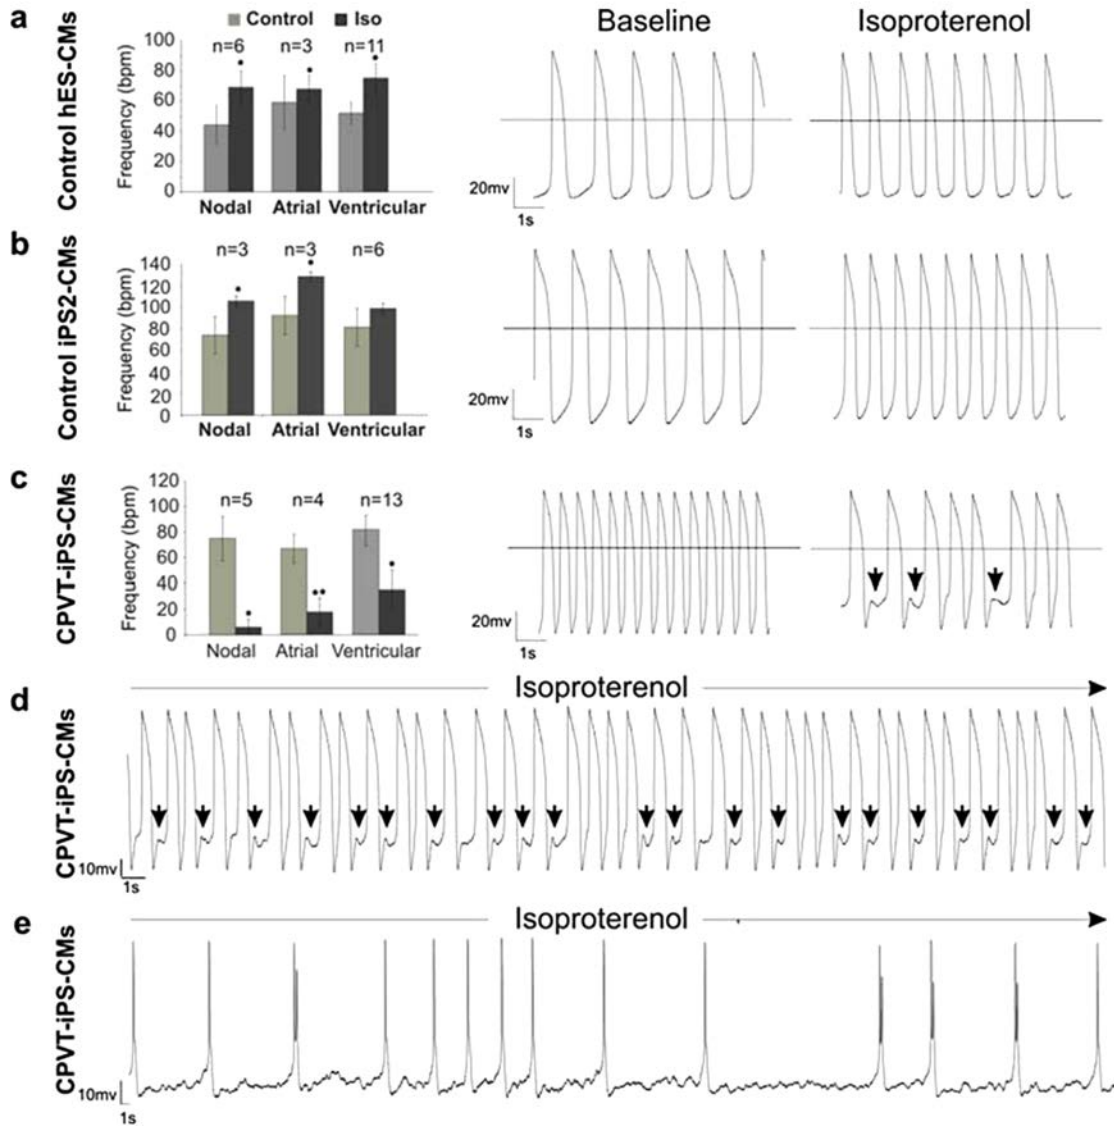 a
Control hES-CMs
Control Iso
Frequency (bpm)
100
80
60
40
20
0
n=6 n=3 n=11
Nodal Atrial Ventricular
Baseline
Isoproterenol
20mv
1s
b
Control iPS2-CMs
Frequency (bpm)
140
120
100
80
60
40
20
0
n=3 n=3 n=6
Nodal Atrial Ventricular
20mv
1s
20mv
1s
c
CPVT-iPS-CMs
Frequency (bpm)
120
100
80
60
40
20
0
n=5 n=4 n=13
Nodal Atrial Ventricular
20mv
1s
d
CPVT-iPS-CMs
Isoproterenol
10mv
1s
e
CPVT-iPS-CMs
Isoproterenol
10mv
1s